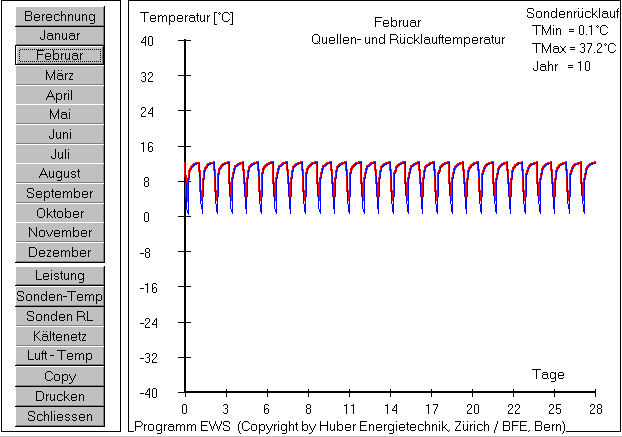 Berechnung
Januar
Februar
März
April
Mai
Juni
Juli
August
September
Oktober
November
Dezember
Leistung
Sonden-Temp
Sonden RL
Kältenetz
Luft - Temp
Copy
Drucken
Schliessen
Temperatur [°C]
Februar
Quellen- und Rücklauftemperatur
Sondenrücklauf
TMin = 0.1°C
TMax = 37.2°C
Jahr = 10
40
32
24
16
8
0
-8
-16
-24
-32
-40
Tage
0 3 6 8 11 14 17 20 22 25 28
Programm EWS (Copyright by Huber Energietechnik, Zürich / BFE, Bern)